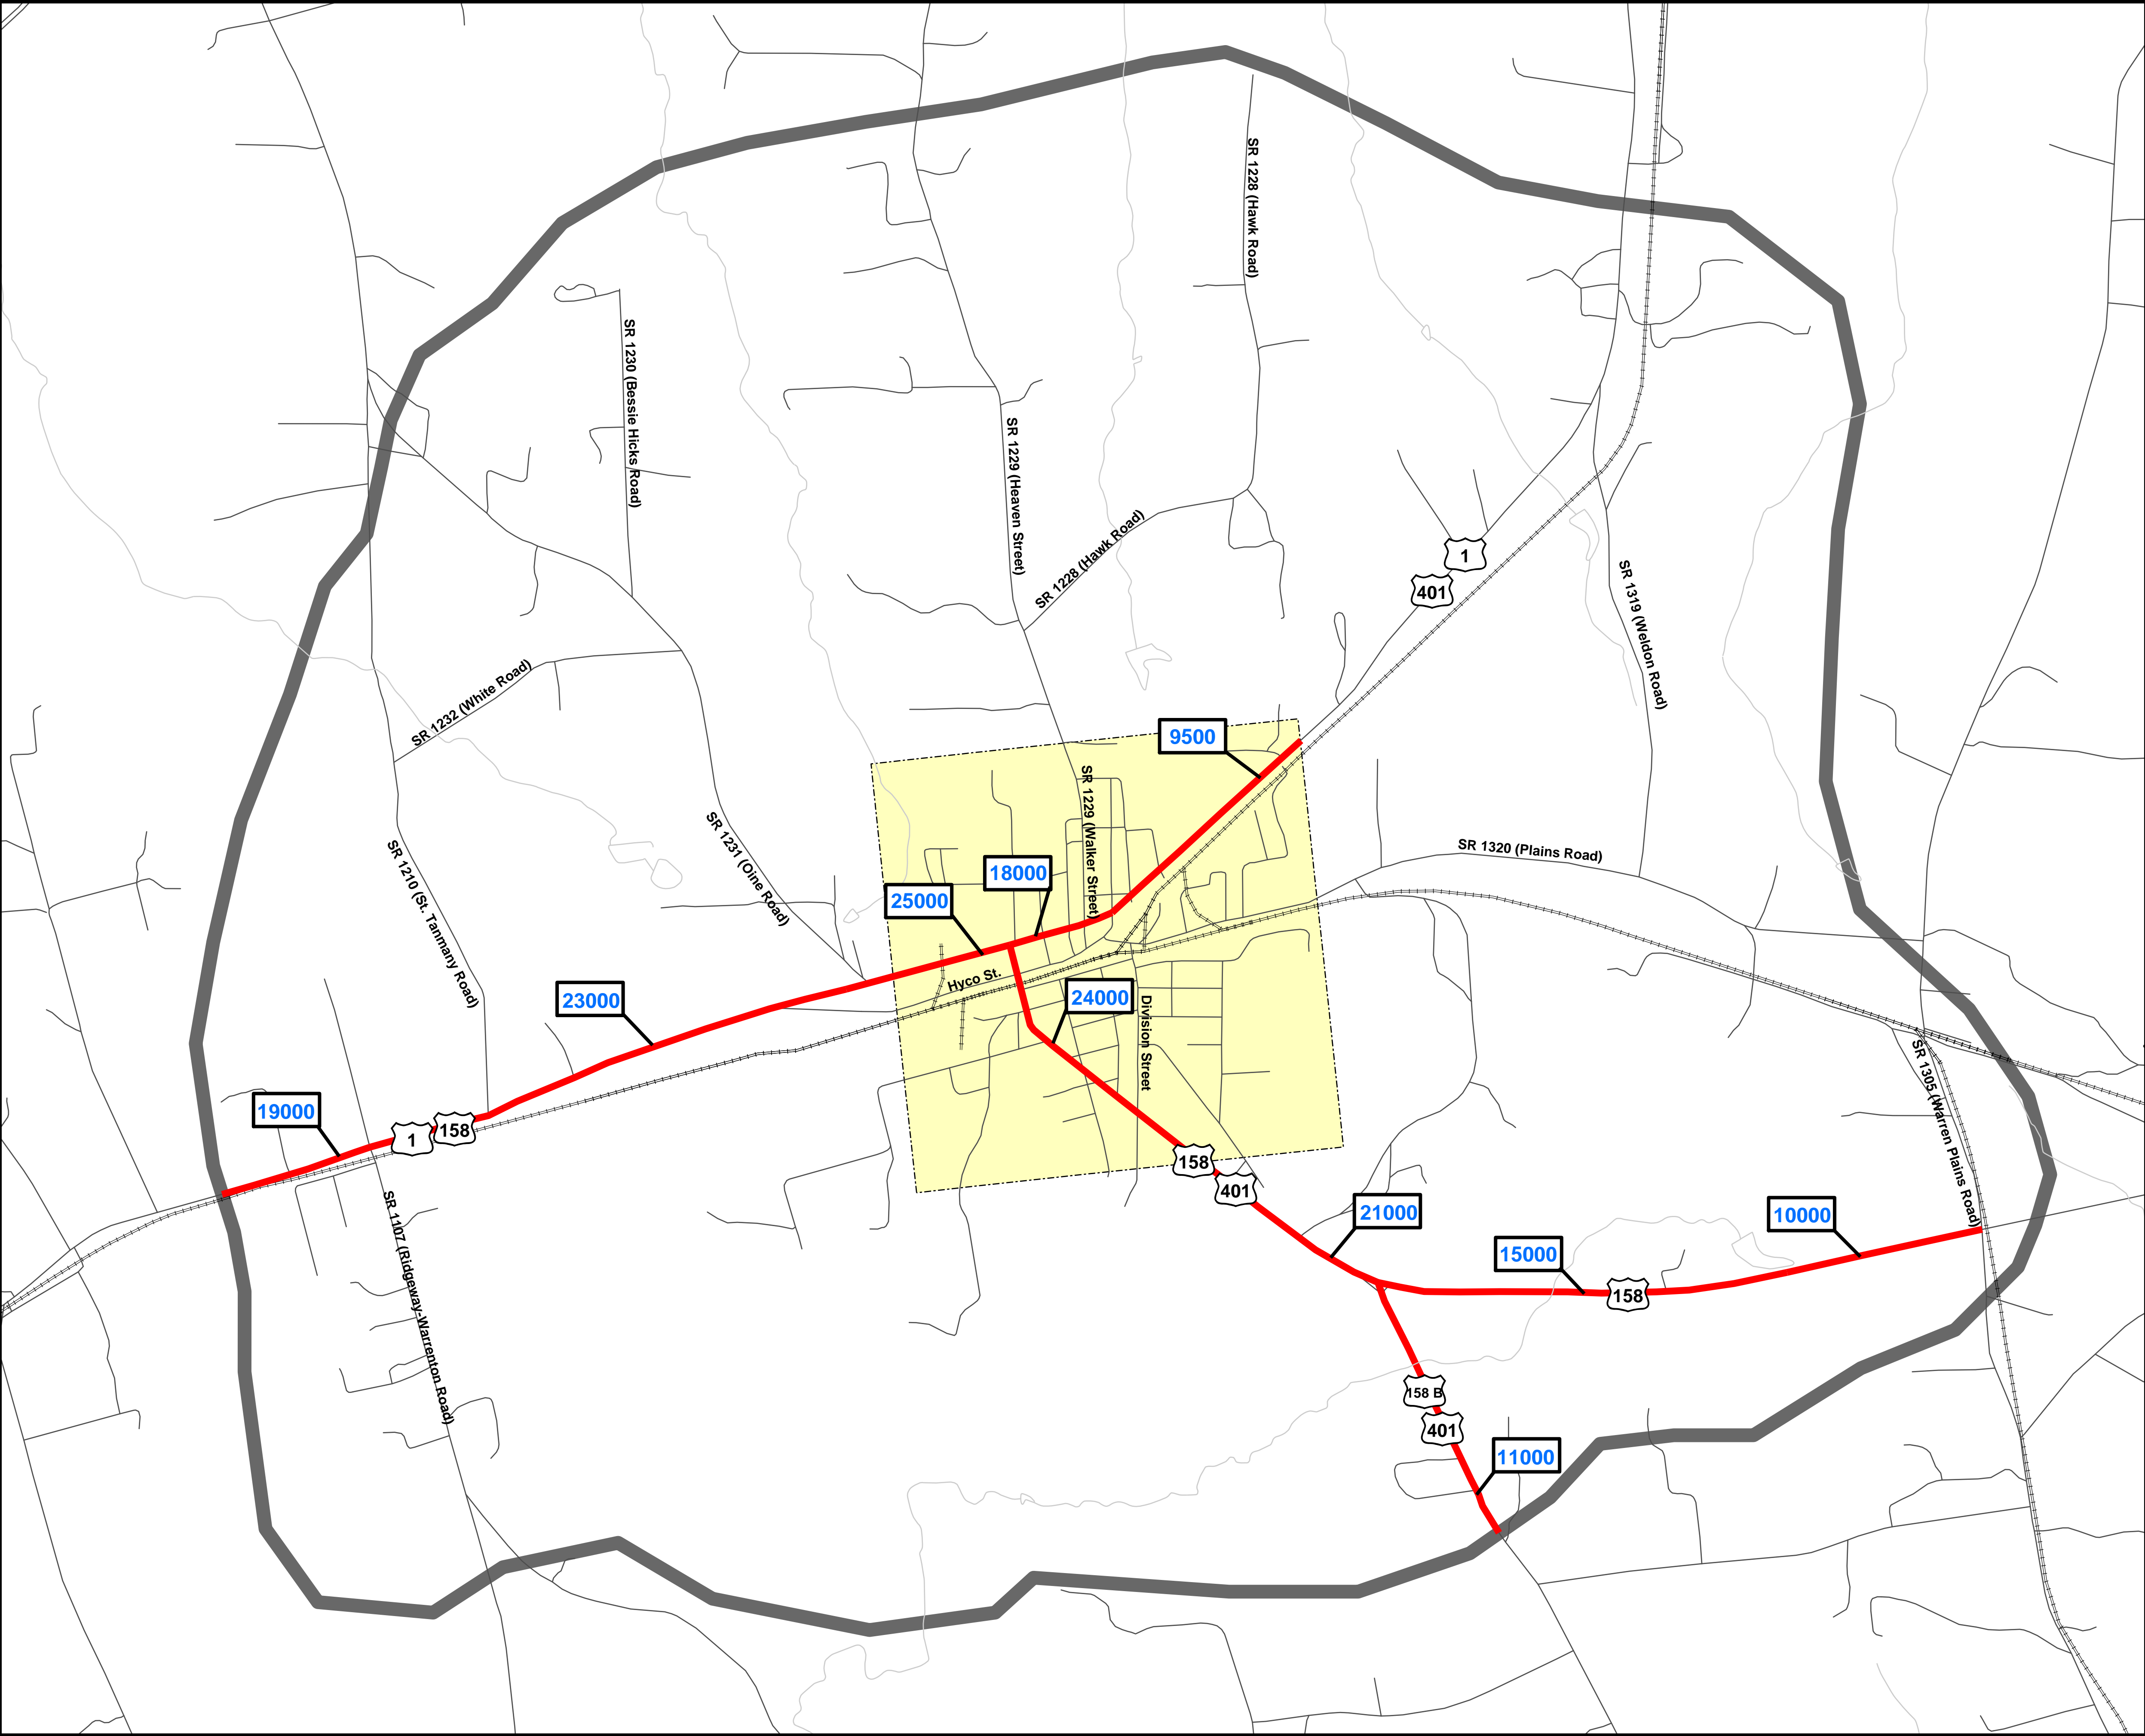 SR 1228 (Hawk Road)
SR 1230 (Bessie Hicks Road)
SR 1229 (Heaven Street)
SR 1228 (Hawk Road)
1
401
SR 1319 (Weldon Road)
SR 1232 (White Road)
9500
SR 1229 (Walker Street)
SR 1231 (Oine Road)
SR 1210 (St. Tanmany Road)
SR 1320 (Plains Road)
18000
25000
Hyco St.
23000
24000
Division Street
SR 1305 (Warren Plains Road)
19000
1
158
158
401
SR 1107 (Ridgeway-Warrenton Road)
21000
10000
15000
158
158 B
401
11000